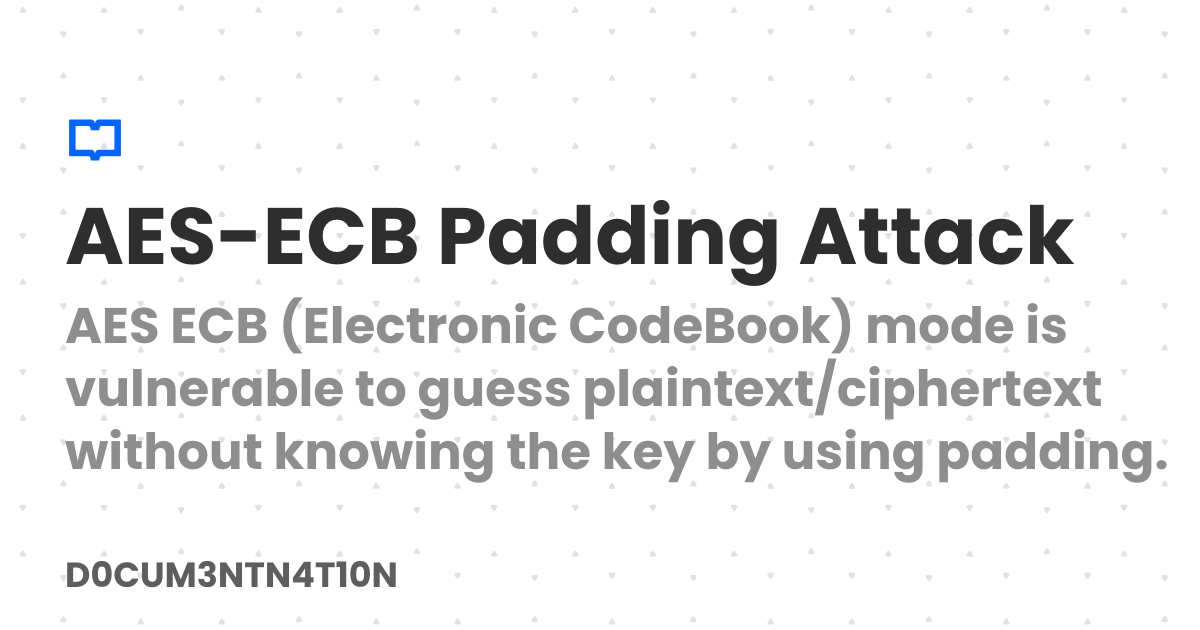 AES-ECB Padding Attack
AES ECB (Electronic CodeBook) mode is
vulnerable to guess plaintext/ciphertext
without knowing the key by using padding.
D0CUM3NTN4T10N